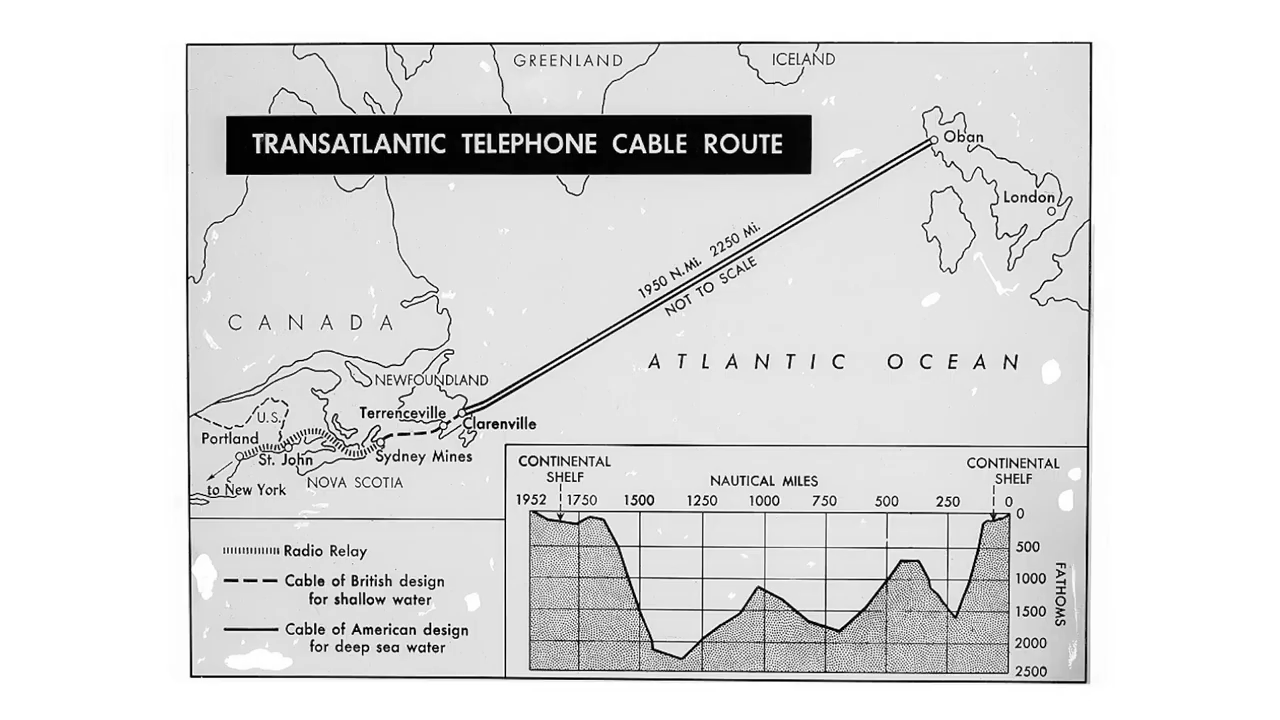 GREENLAND
ICELAND
TRANSATLANTIC TELEPHONE CABLE ROUTE
Oban
London
1950 N.Mi. 2250 Mi.
NOT TO SCALE
CANADA
ATLANTIC OCEAN
NEWFOUNDLAND
Terrenceville
Clarenville
U.S.
Portland
St. John
Sydney Mines
to New York
NOVA SCOTIA
Radio Relay
Cable of British design
for shallow water
Cable of American design
for deep sea water
CONTINENTAL
SHELF
NAUTICAL MILES
CONTINENTAL
SHELF
1952 1750 1500 1250 1000 750 500 250 0
0
500
1000
1500
2000
2500
FATHOMS